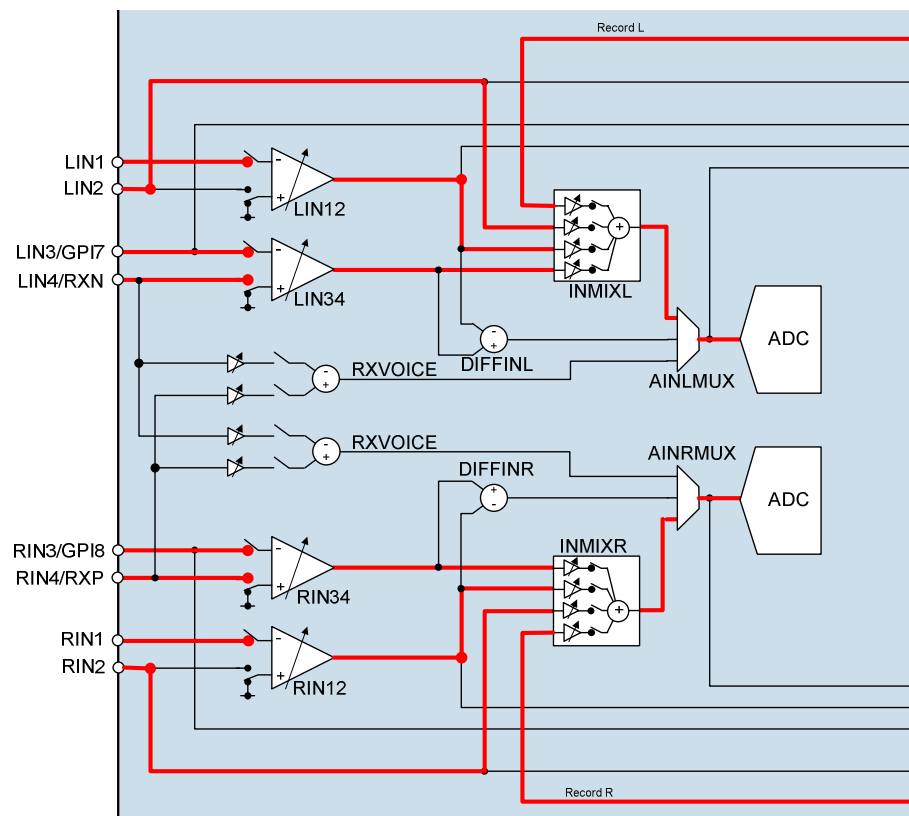 Record L
LIN1
LIN2
-
+
LIN12
LIN3/GPI7
-
LIN4/RXN
+
LIN34
+
INMIXL
-
+
DIFFINL
ADC
AINLMUX
-
+
RXVOICE
-
+
RXVOICE
AINRMUX
DIFFINR
+
-
ADC
RIN3/GPI8
-
RIN4/RXP
+
RIN34
INMIXR
+
RIN1
-
RIN2
+
RIN12
Record R